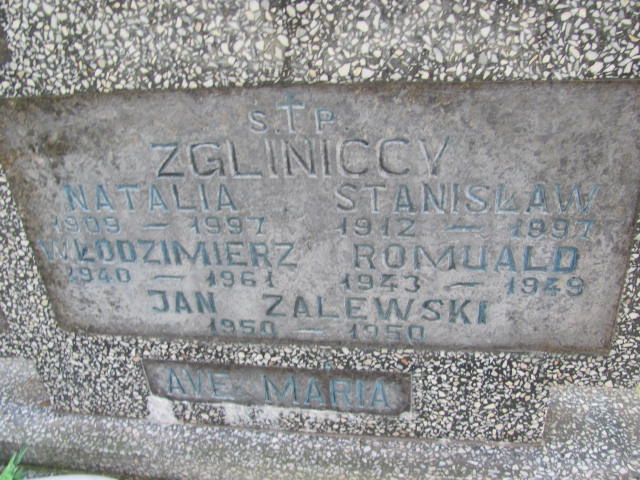 S.†P.
ZGLINICCY
NATALIA STANISŁAW
1909 – 1997 1912 – 1997
WŁODZIMIERZ ROMUALD
1940 – 1961 1943 – 1949
JAN ZALEWSKI
1950 – 1950
AVE MARIA